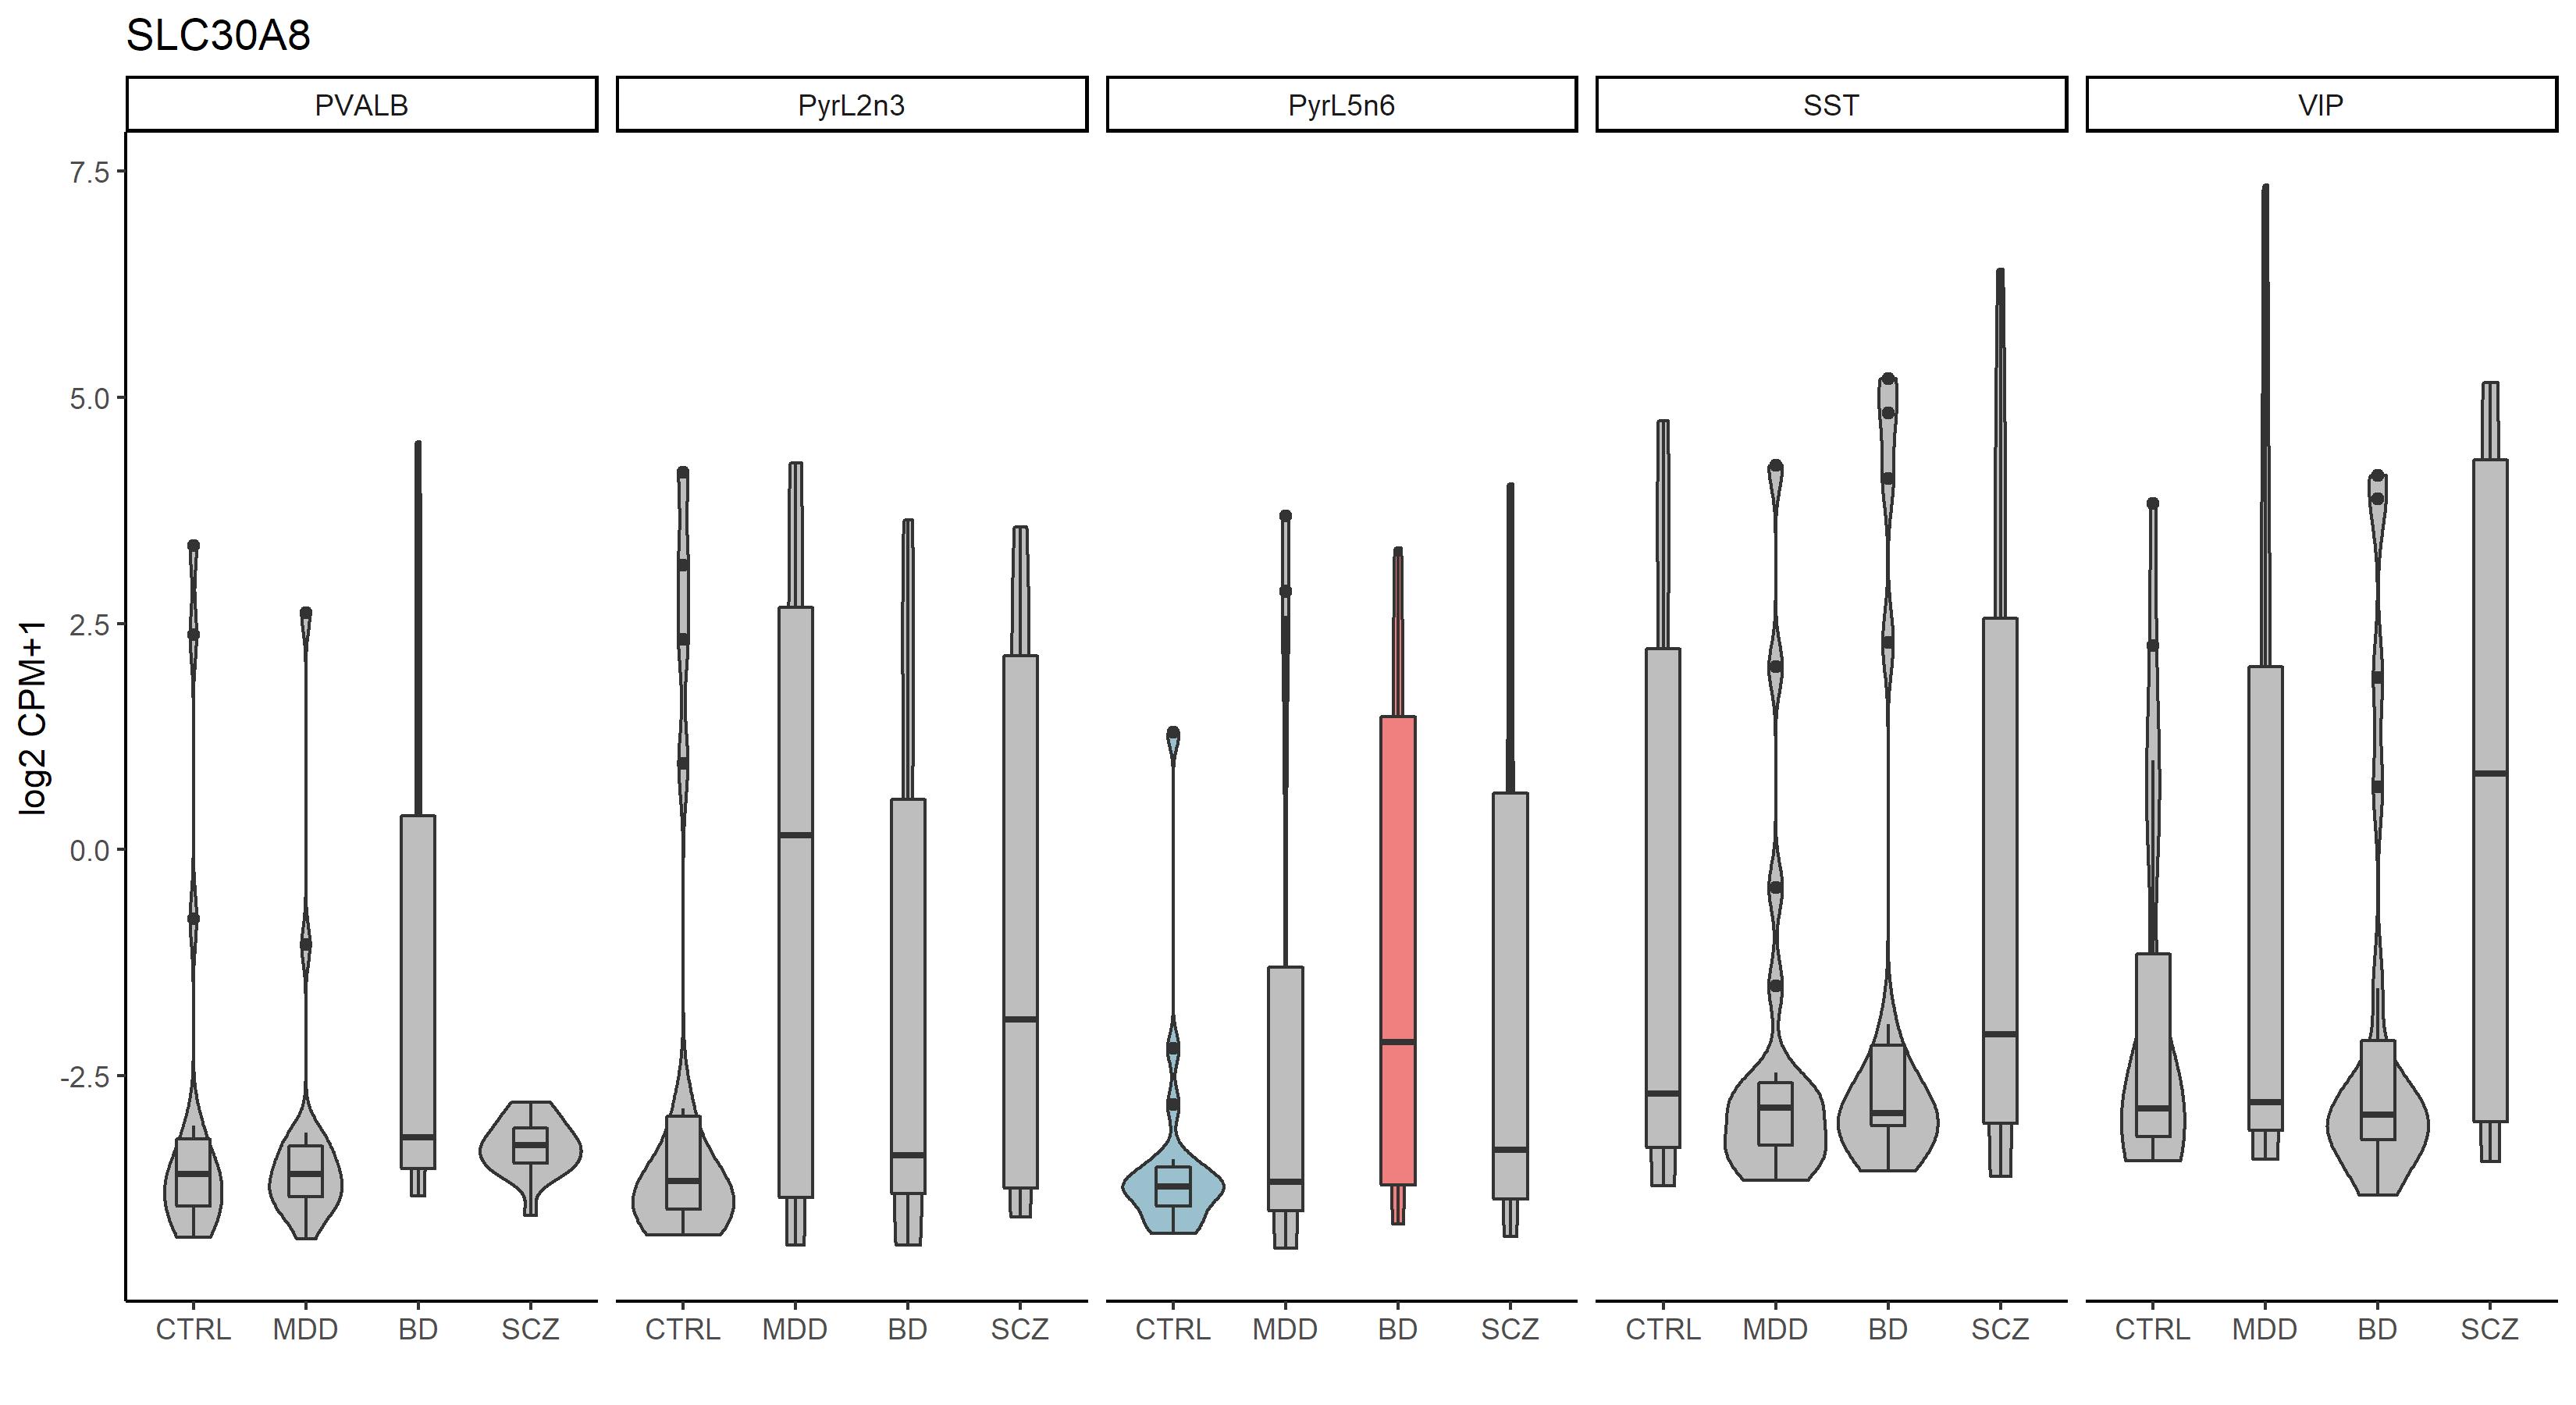 SLC30A8
PVALB PyrL2n3 PyrL5n6 SST VIP
7.5
5.0
2.5
0.0
-2.5
log2 CPM+1
CTRL MDD BD SCZ CTRL MDD BD SCZ CTRL MDD BD SCZ CTRL MDD BD SCZ CTRL MDD BD SCZ